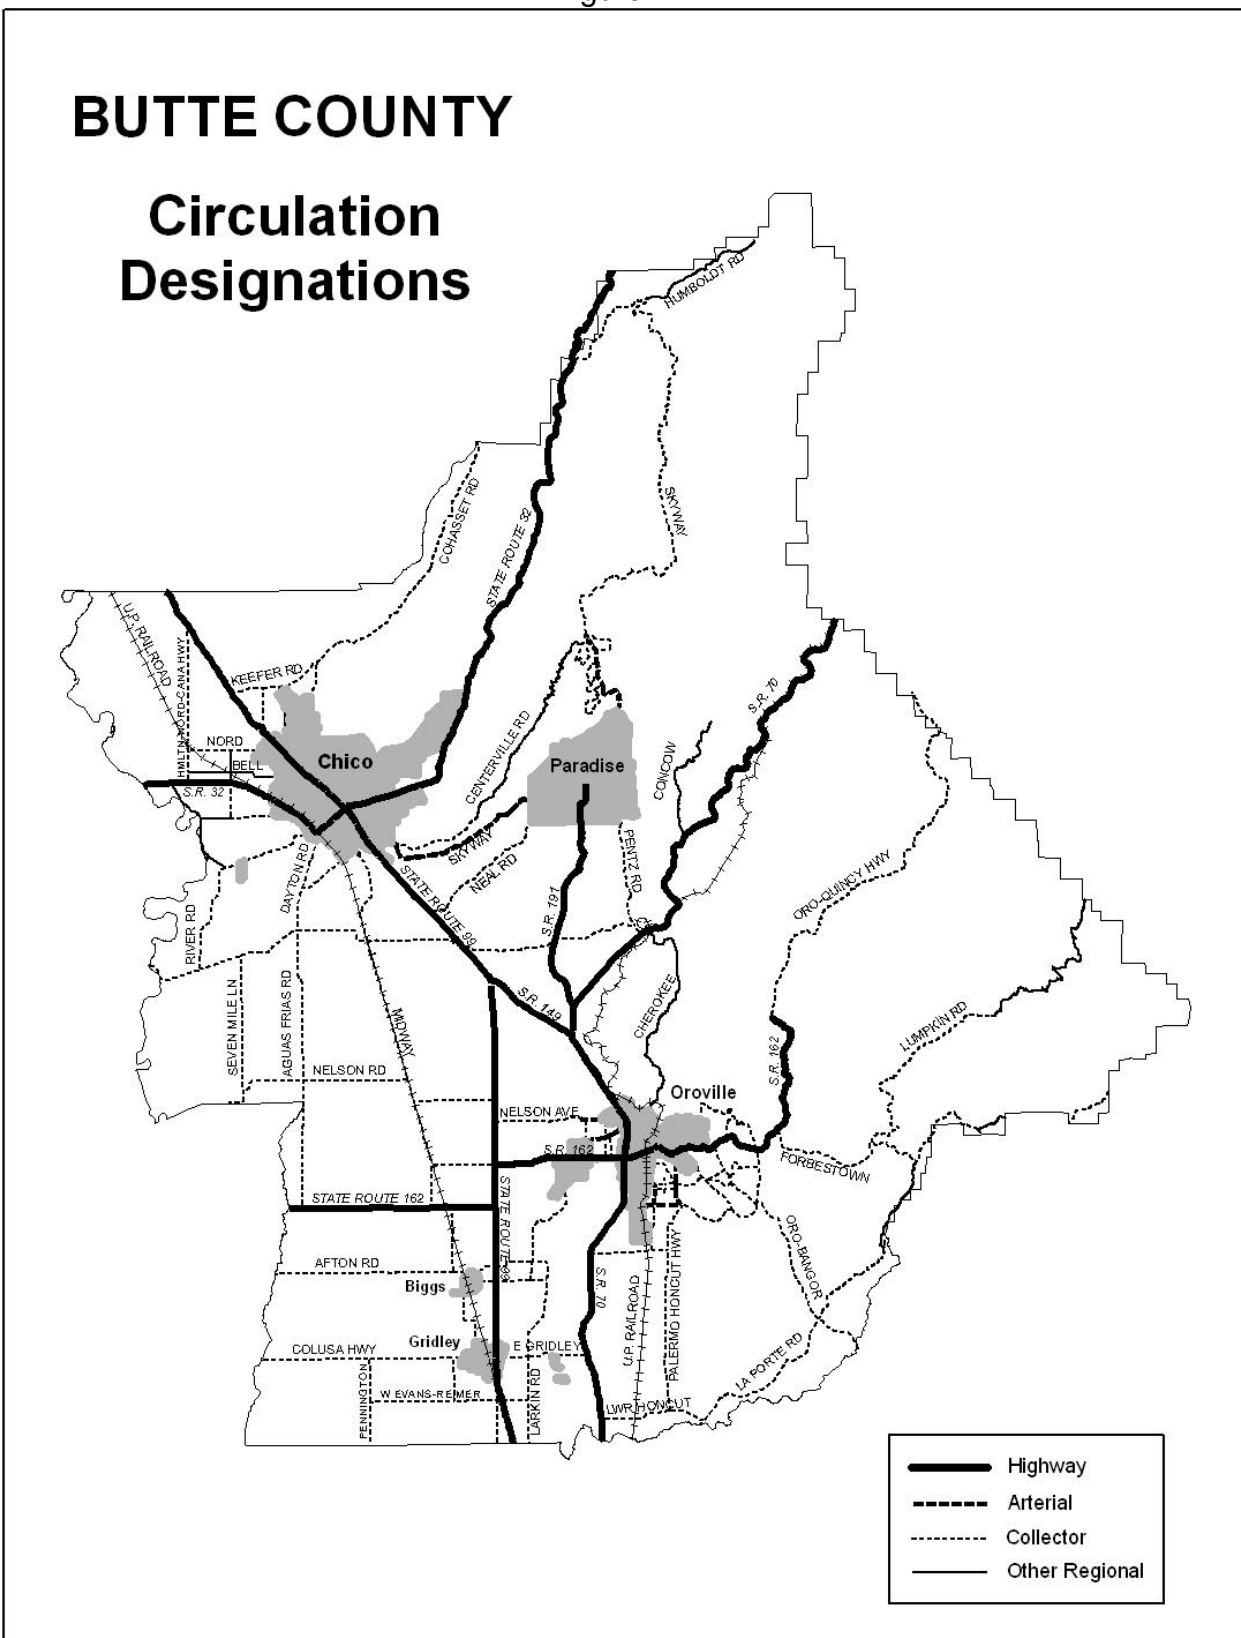 BUTTE COUNTY
Circulation
Designations
HUMBOLDT RD
COHASSET RD
SKYWAY
STATE ROUTE 32
U.P. RAILROAD
HMLTN-NORD-CANA HWY
KEEFER RD
S.R. 70
NORD
BELL
Chico
CENTERVILLE RD
Paradise
CONCOW
S.R. 32
SKYWAY
NEAL RD
PENTZ RD
DAYTON RD
STATE ROUTE 99
S.R. 191
ORO-QUINCY HWY
RIVER RD
SEVEN MILE LN
AGUAS FRIAS RD
MIDWAY
S.R. 149
CHEROKEE
LUMPKIN RD
S.R. 162
NELSON RD
Oroville
NELSON AVE
S.R. 162
FORBESTOWN
STATE ROUTE 162
STATE ROUTE 99
ORO-BANGOR
AFTON RD
Biggs
S.R. 70
U.P. RAILROAD
PALERMO HONCUT HWY
COLUSA HWY
Gridley
E GRIDLEY
LA PORTE RD
PENNINGTON
W EVANS-REIMER
LARKIN RD
LWR HONCUT
Highway
Arterial
Collector
Other Regional